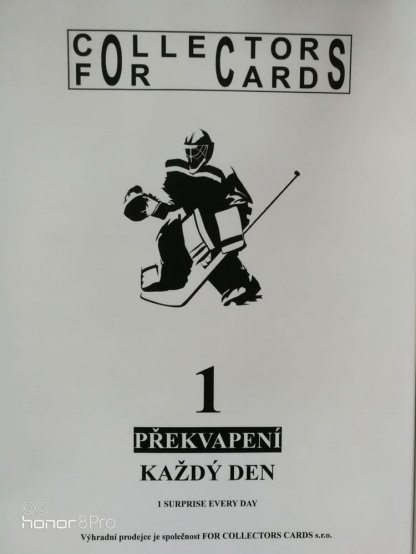 COLLECTORS
FOR CARDS
1
PŘEKVAPENÍ
KAŽDÝ DEN
1 SURPRISE EVERY DAY
honor 8 Pro
Výhradní prodejce je společnost FOR COLLECTORS CARDS s.r.o.